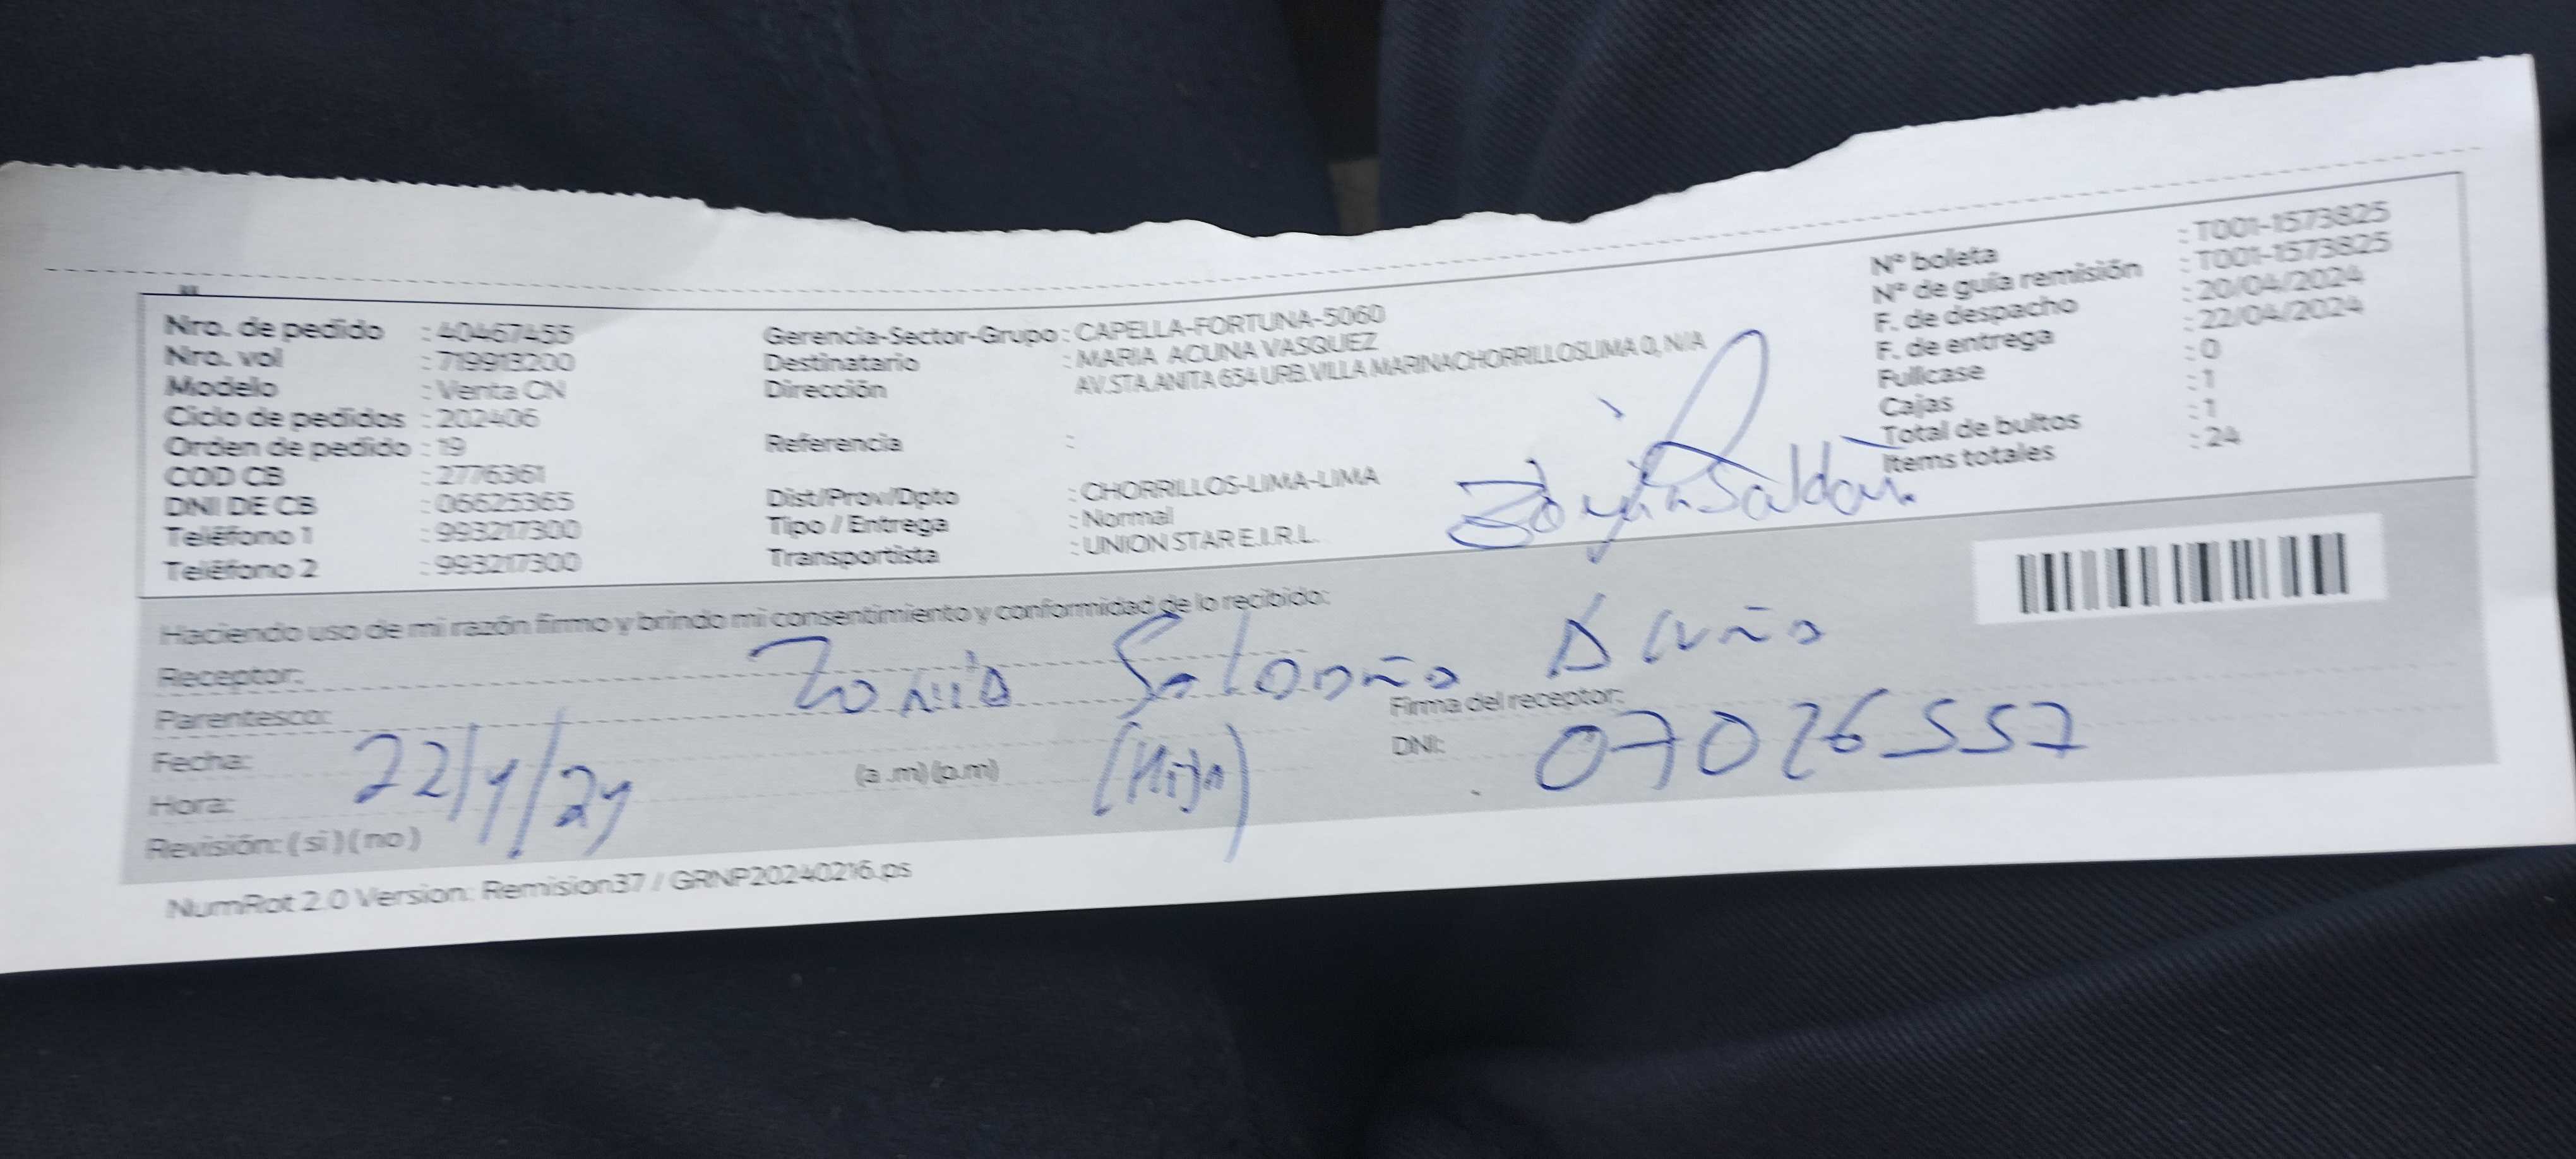 Nro. de pedido : 40467455
Nro. vol : 719913200
Modelo : Venta CN
Ciclo de pedidos : 202406
Orden de pedido : 19
COD CB : 2776361
DNI DE CB : 06625365
Teléfono 1 : 993217300
Teléfono 2 : 993217300
Gerencia-Sector-Grupo : CAPELLA-FORTUNA-5060
Destinatario : MARIA ACUNA VASQUEZ
Dirección AV.STA.ANITA 654 URB.VILLA MARINACHORRILLOSLIMA 0, N/A
Referencia :
Dist/Prov/Dpto : CHORRILLOS-LIMA-LIMA
Tipo / Entrega : Normal
Transportista : UNION STAR E.I.R.L.
N° boleta : T001-1573825
N° de guía remisión : T001-1573825
F. de despacho : 20/04/2024
F. de entrega : 22/04/2024
Fullcase : 0
Cajas : 1
Total de bultos : 1
Items totales : 24
Haciendo uso de mi razón firmo y brindo mi consentimiento y conformidad de lo recibido:
Receptor:
Parentesco: Acuña
Firma del receptor:
Fecha: 22/4/24
(Hija)
DNI: 07026557
Hora: (a.m) (p.m)
Revisión: ( si ) ( no )
NumRot 2.0 Version: Remision37 / GRNP20240216.ps